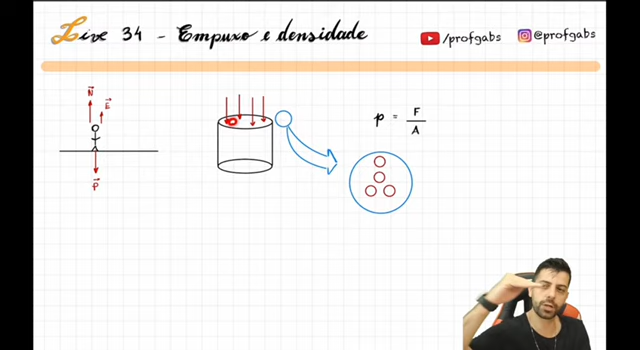 Live 34 - Empuxo e densidade
/profgabs
@profgabs
N
E
P
p = F
A